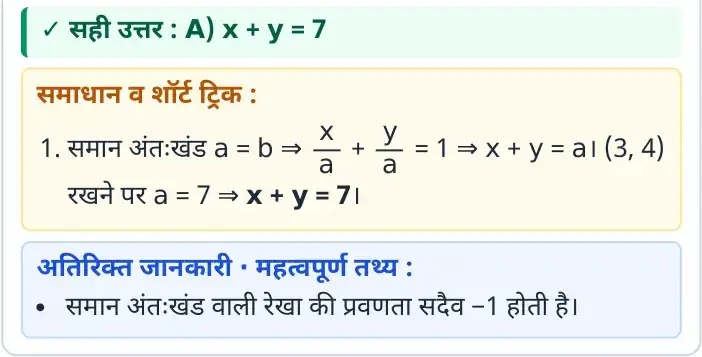 ✓ सही उत्तर : A) x + y = 7
समाधान व शॉर्ट ट्रिक :
1. समान अंतःखंड a = b ⇒ x/a + y/a = 1 ⇒ x + y = a। (3, 4)
रखने पर a = 7 ⇒ x + y = 7।
अतिरिक्त जानकारी · महत्वपूर्ण तथ्य :
• समान अंतःखंड वाली रेखा की प्रवणता सदैव −1 होती है।